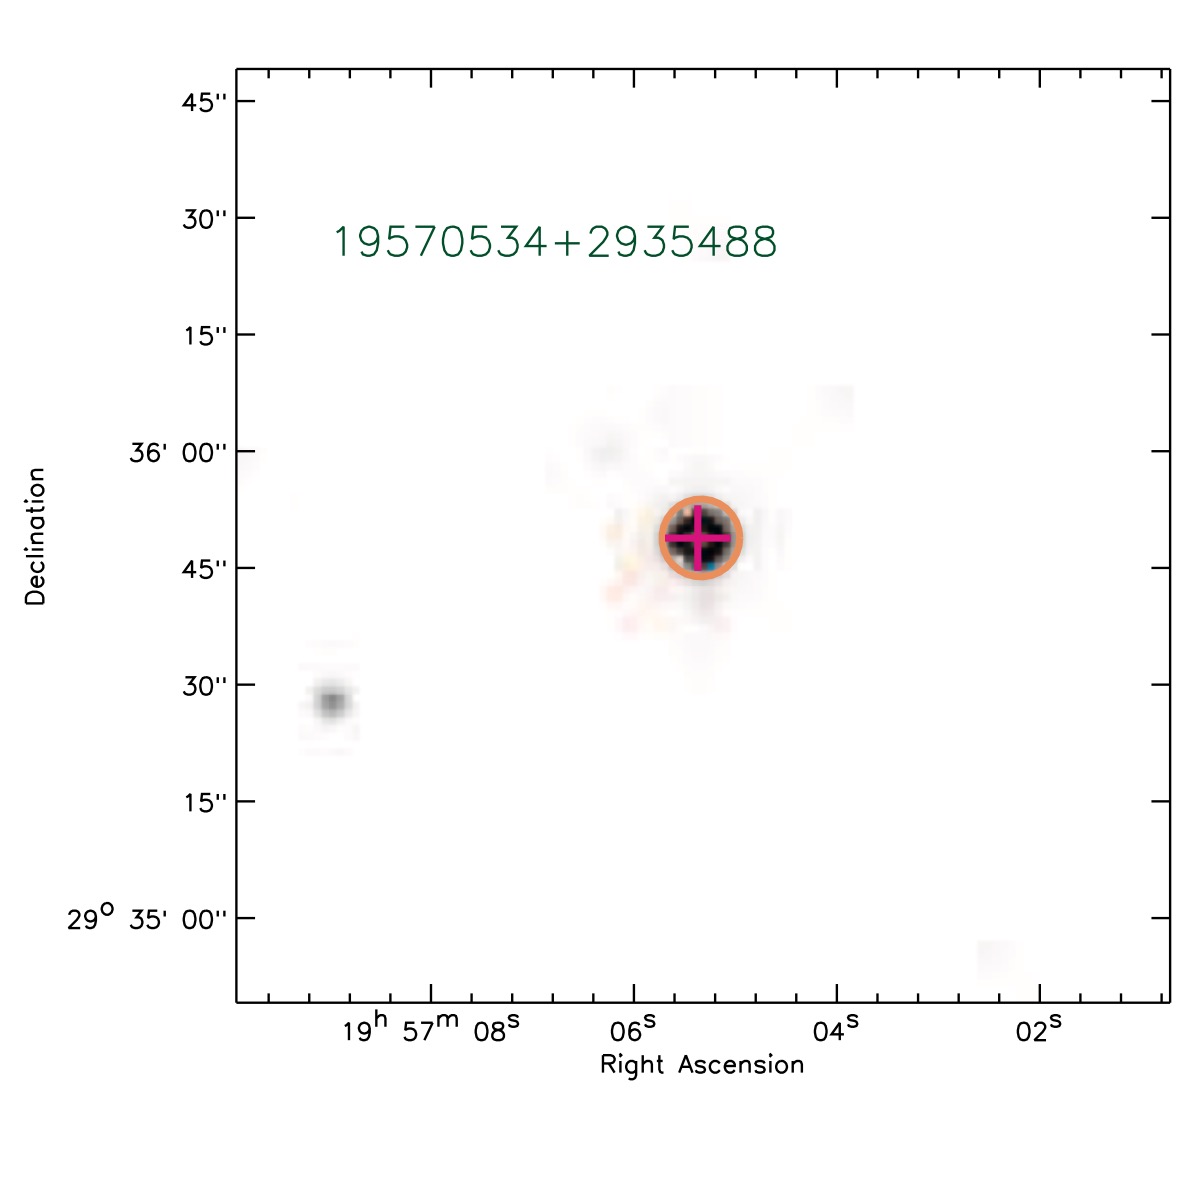 45''
30''
19570534+2935488
15''
36' 00''
45''
30''
15''
29° 35' 00''
19h 57m 08s 06s 04s 02s
Right Ascension
Declination